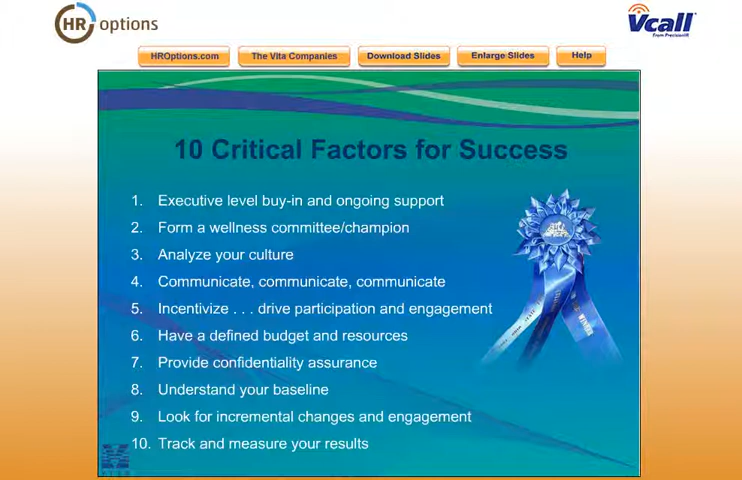 HR options
Vcall
From Precision IR
HROptions.com
The Vita Companies
Download Slides
Enlarge Slides
Help
10 Critical Factors for Success
1. Executive level buy-in and ongoing support
2. Form a wellness committee/champion
3. Analyze your culture
4. Communicate, communicate, communicate
5. Incentivize . . . drive participation and engagement
6. Have a defined budget and resources
7. Provide confidentiality assurance
8. Understand your baseline
9. Look for incremental changes and engagement
10. Track and measure your results